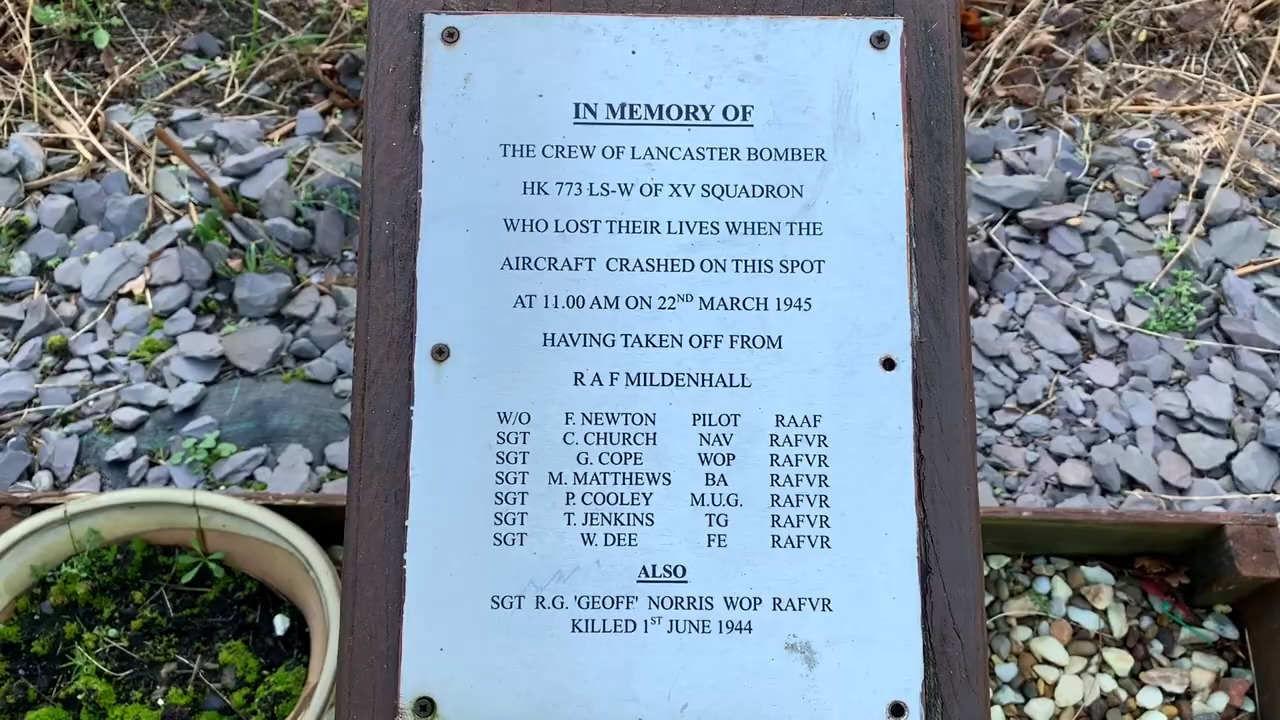 IN MEMORY OF
THE CREW OF LANCASTER BOMBER
HK 773 LS-W OF XV SQUADRON
WHO LOST THEIR LIVES WHEN THE
AIRCRAFT CRASHED ON THIS SPOT
AT 11.00 AM ON 22ND MARCH 1945
HAVING TAKEN OFF FROM
R A F MILDENHALL
W/O F. NEWTON PILOT RAAF
SGT C. CHURCH NAV RAFVR
SGT G. COPE WOP RAFVR
SGT M. MATTHEWS BA RAFVR
SGT P. COOLEY M.U.G. RAFVR
SGT T. JENKINS TG RAFVR
SGT W. DEE FE RAFVR
ALSO
SGT R.G. 'GEOFF' NORRIS WOP RAFVR
KILLED 1ST JUNE 1944